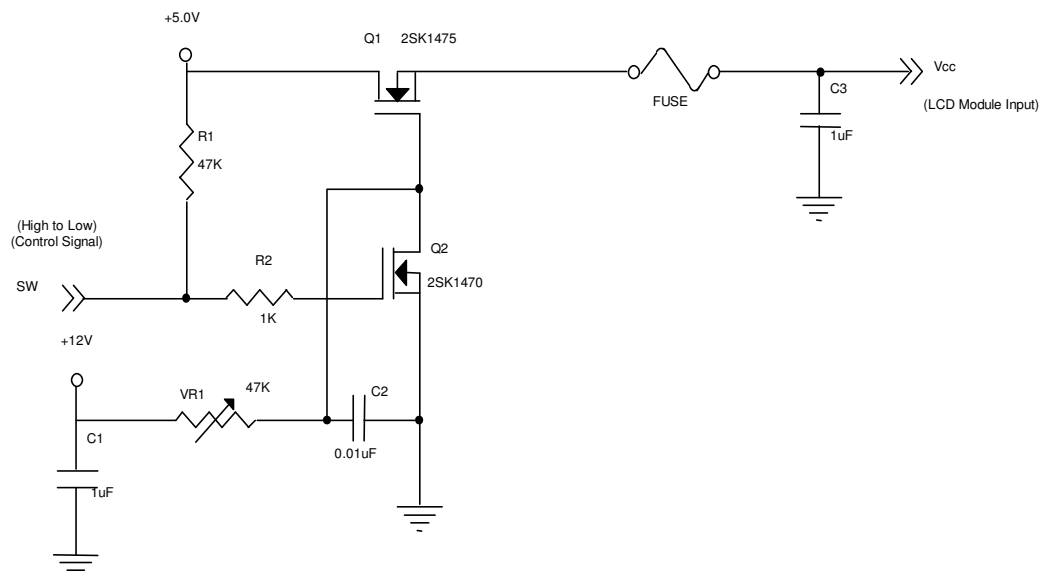 +5.0V
Q1 2SK1475
Vcc
FUSE
C3
(LCD Module Input)
1uF
R1
47K
(High to Low)
(Control Signal)
R2
Q2
SW
2SK1470
1K
+12V
VR1
47K
C2
C1
0.01uF
1uF